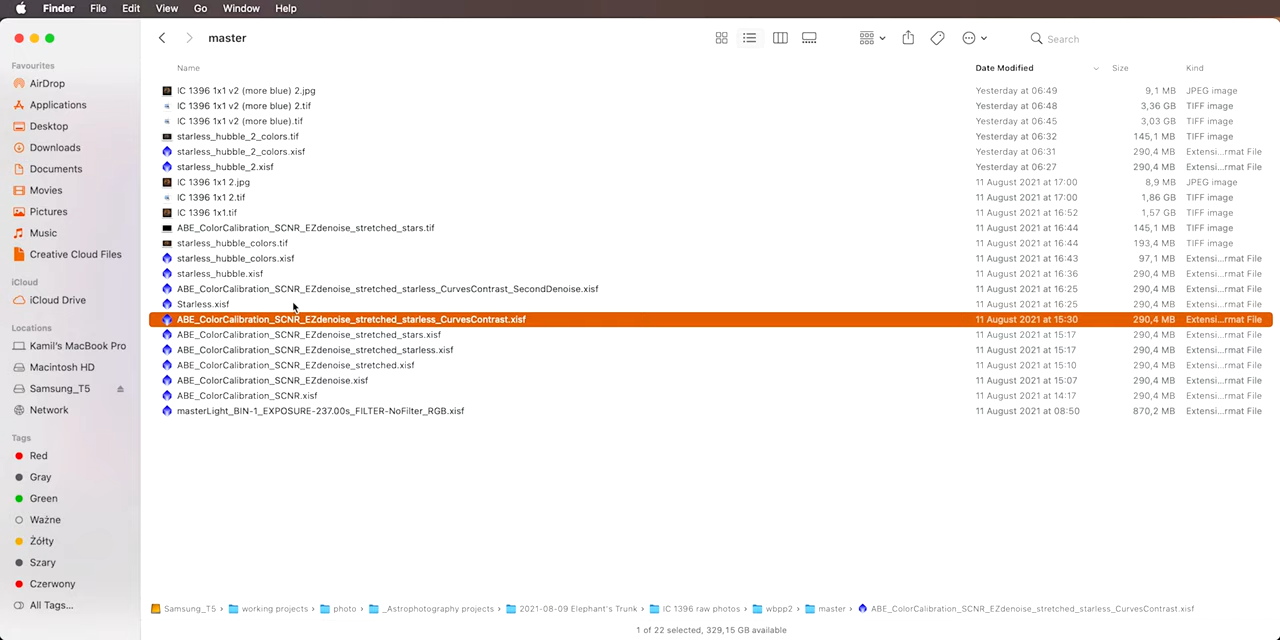 Finder File Edit View Go Window Help
master
Search
Favourites
AirDrop
Applications
Desktop
Downloads
Documents
Movies
Pictures
Music
Creative Cloud Files
iCloud
iCloud Drive
Locations
Kamil's MacBook Pro
Macintosh HD
Samsung_T5
Network
Tags
Red
Gray
Green
Ważne
Żółty
Szary
Czerwony
All Tags...
Name Date Modified Size Kind
IC 1396 1x1 v2 (more blue) 2.jpg Yesterday at 06:49 9,1 MB JPEG image
IC 1396 1x1 v2 (more blue) 2.tif Yesterday at 06:48 3,36 GB TIFF image
IC 1396 1x1 v2 (more blue).tif Yesterday at 06:45 3,03 GB TIFF image
starless_hubble_2_colors.tif Yesterday at 06:32 145,1 MB TIFF image
starless_hubble_2_colors.xisf Yesterday at 06:31 290,4 MB Extensi...rmat File
starless_hubble_2.xisf Yesterday at 06:27 290,4 MB Extensi...rmat File
IC 1396 1x1 2.jpg 11 August 2021 at 17:00 8,9 MB JPEG image
IC 1396 1x1 2.tif 11 August 2021 at 17:00 1,86 GB TIFF image
IC 1396 1x1.tif 11 August 2021 at 16:52 1,57 GB TIFF image
ABE_ColorCalibration_SCNR_EZdenoise_stretched_stars.tif 11 August 2021 at 16:44 145,1 MB TIFF image
starless_hubble_colors.tif 11 August 2021 at 16:44 193,4 MB TIFF image
starless_hubble_colors.xisf 11 August 2021 at 16:43 97,1 MB Extensi...rmat File
starless_hubble.xisf 11 August 2021 at 16:36 290,4 MB Extensi...rmat File
ABE_ColorCalibration_SCNR_EZdenoise_stretched_starless_CurvesContrast_SecondDenoise.xisf 11 August 2021 at 16:25 290,4 MB Extensi...rmat File
Starless.xisf 11 August 2021 at 16:25 290,4 MB Extensi...rmat File
ABE_ColorCalibration_SCNR_EZdenoise_stretched_starless_CurvesContrast.xisf 11 August 2021 at 15:30 290,4 MB Extensi...rmat File
ABE_ColorCalibration_SCNR_EZdenoise_stretched_stars.xisf 11 August 2021 at 15:17 290,4 MB Extensi...rmat File
ABE_ColorCalibration_SCNR_EZdenoise_stretched_starless.xisf 11 August 2021 at 15:17 290,4 MB Extensi...rmat File
ABE_ColorCalibration_SCNR_EZdenoise_stretched.xisf 11 August 2021 at 15:10 290,4 MB Extensi...rmat File
ABE_ColorCalibration_SCNR_EZdenoise.xisf 11 August 2021 at 15:07 290,4 MB Extensi...rmat File
ABE_ColorCalibration_SCNR.xisf 11 August 2021 at 14:17 290,4 MB Extensi...rmat File
masterLight_BIN-1_EXPOSURE-237.00s_FILTER-NoFilter_RGB.xisf 11 August 2021 at 08:50 870,2 MB Extensi...rmat File
Samsung_T5 › working projects › photo › _Astrophotography projects › 2021-08-09 Elephant's Trunk › IC 1396 raw photos › wbpp2 › master › ABE_ColorCalibration_SCNR_EZdenoise_stretched_starless_CurvesContrast.xisf
1 of 22 selected, 329,15 GB available